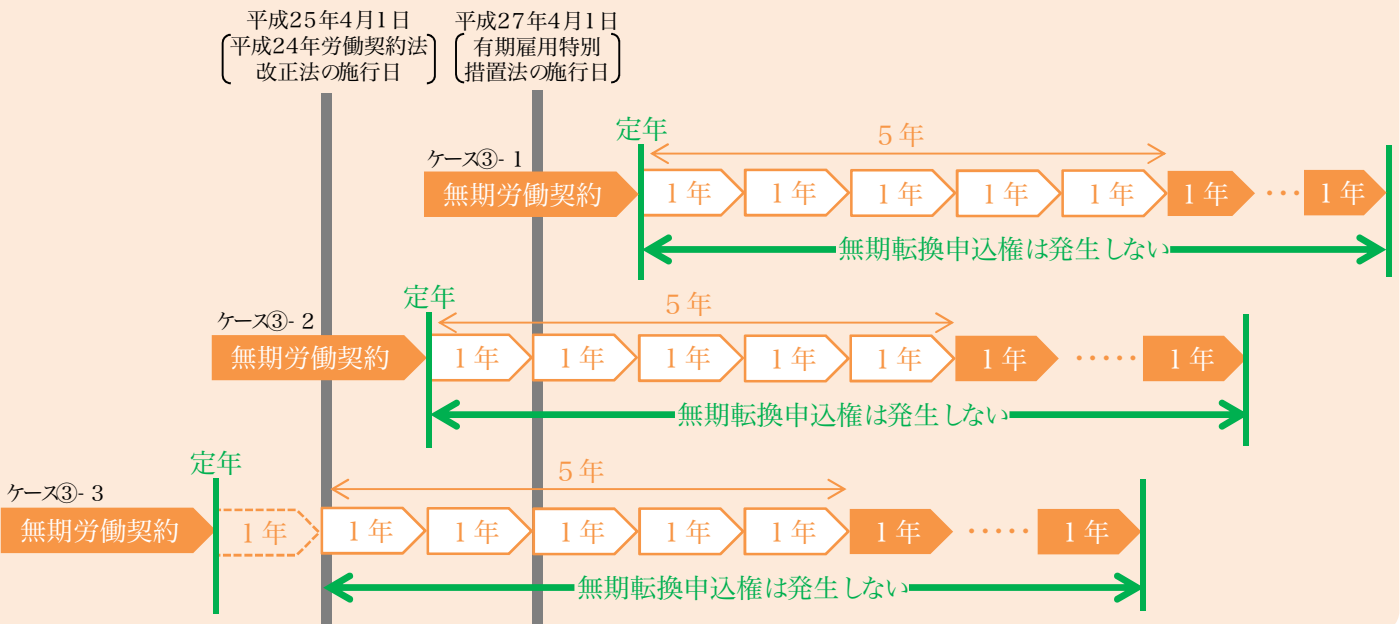 平成25年4月1日
平成24年労働契約法
改正法の施行日
平成27年4月1日
有期雇用特別
措置法の施行日
定年
5年
ケース③-1
無期労働契約
1年
1年
1年
1年
1年
1年
・・・
1年
無期転換申込権は発生しない
定年
5年
ケース③-2
無期労働契約
1年
1年
1年
1年
1年
1年
・・・・・
1年
無期転換申込権は発生しない
定年
5年
ケース③-3
無期労働契約
1年
1年
1年
1年
1年
1年
1年
・・・・・
1年
無期転換申込権は発生しない